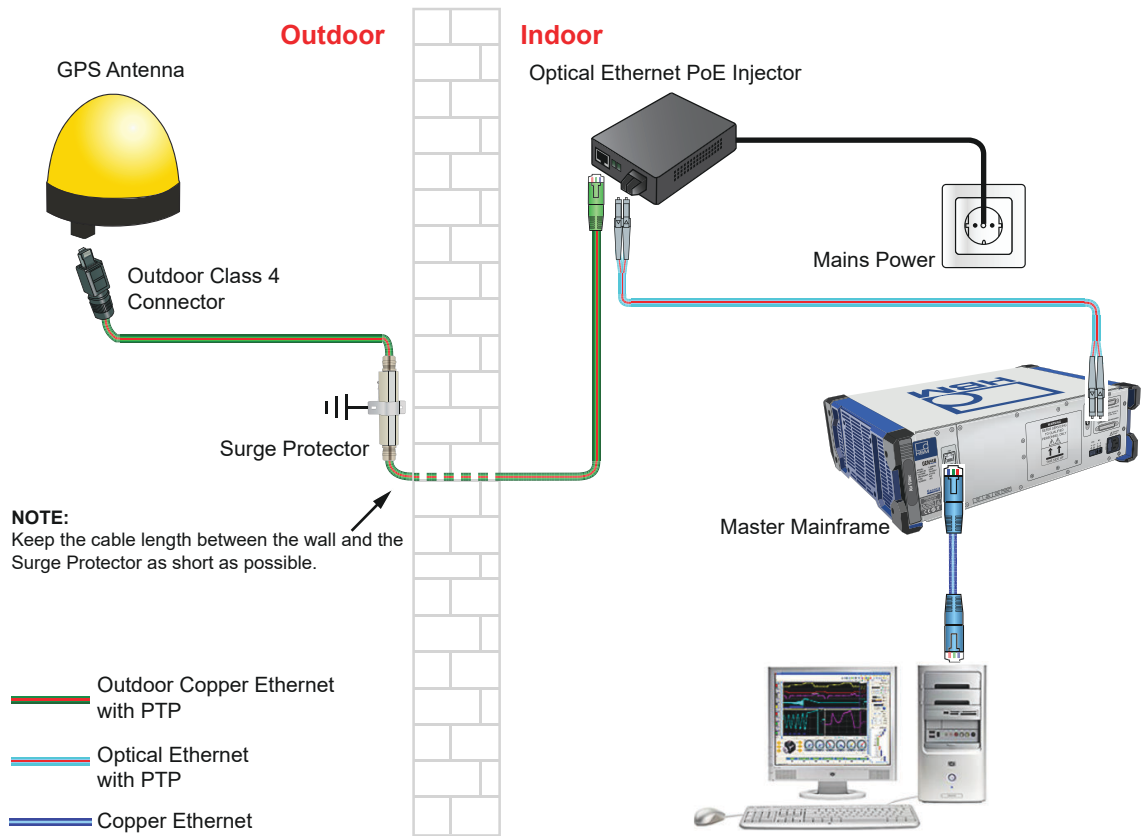 Outdoor
Indoor
GPS Antenna
Optical Ethernet PoE Injector
Outdoor Class 4
Connector
Mains Power
Surge Protector
HBM
Master Mainframe
NOTE:
Keep the cable length between the wall and the
Surge Protector as short as possible.
Outdoor Copper Ethernet
with PTP
Optical Ethernet
with PTP
Copper Ethernet